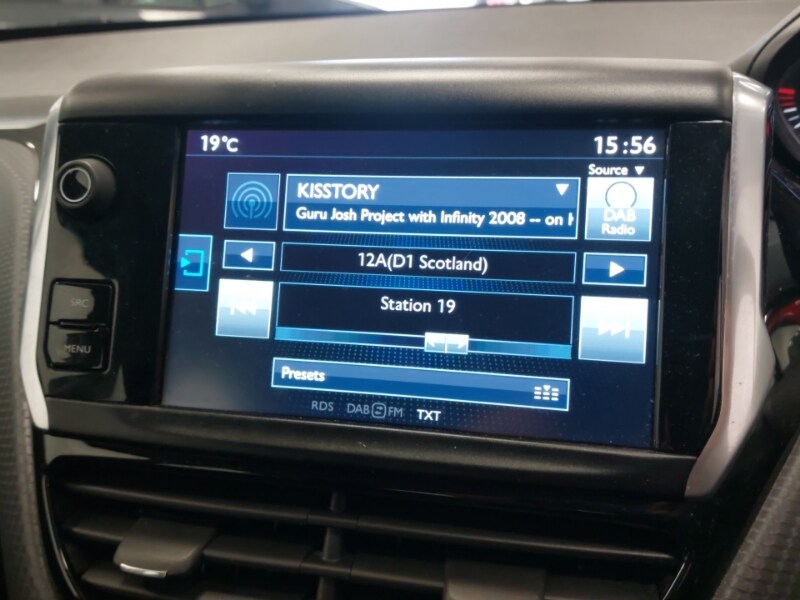 19°C
15:56
Source ▼
KISSTORY
Guru Josh Project with Infinity 2008 -- on
DAB
Radio
12A(D1 Scotland)
Station 19
SRC
MENU
Presets
RDS DAB FM TXT